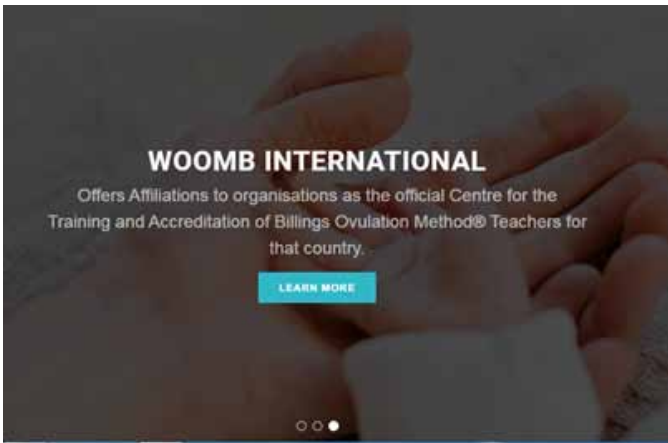 WOOMB INTERNATIONAL
Offers Affiliations to organisations as the official Centre for the
Training and Accreditation of Billings Ovulation Method® Teachers for
that country.
LEARN MORE